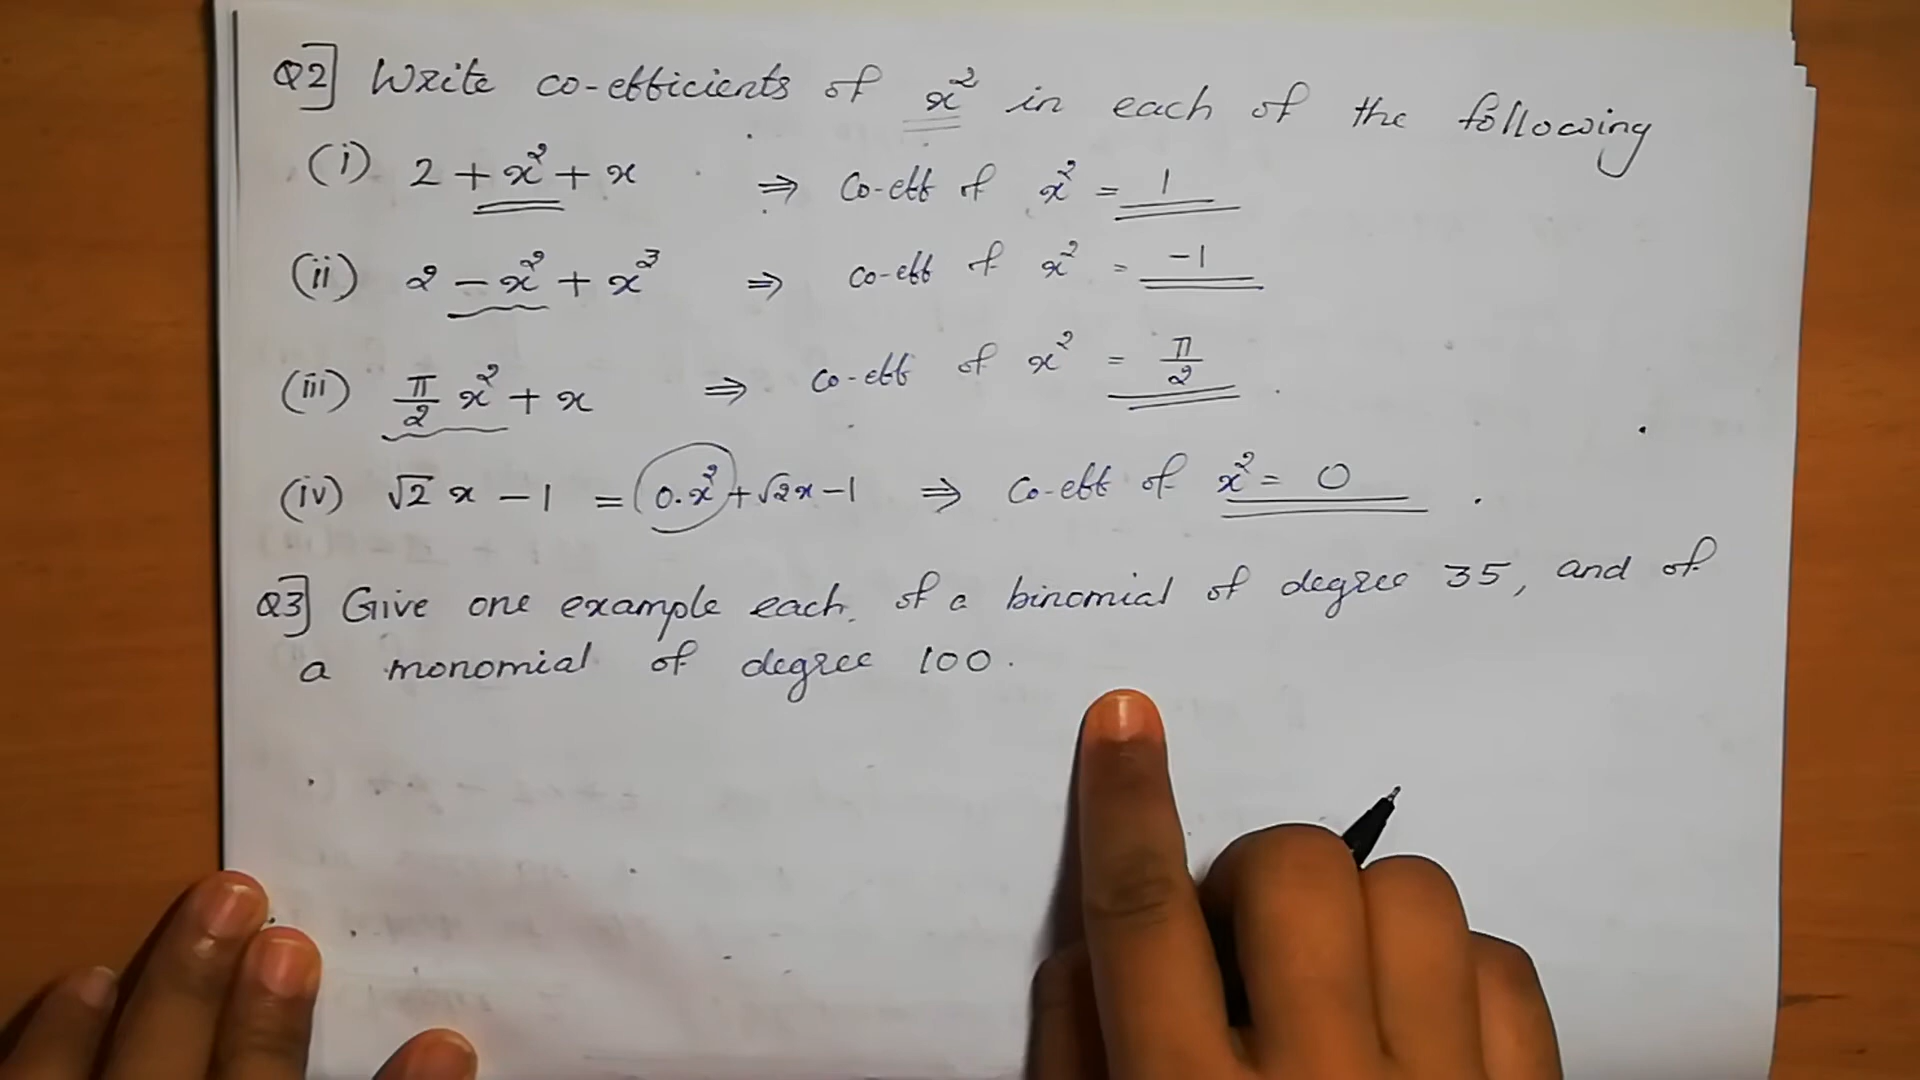 Q2] Write co-efficients of x² in each of the following
(i) 2 + x² + x ⇒ Co-eff of x² = 1
(ii) 2 - x² + x³ ⇒ co-eff of x² = -1
(iii) π/2 x² + x ⇒ co-eff of x² = π/2
(iv) √2 x - 1 = 0.x² + √2x - 1 ⇒ Co-eff of x² = 0
Q3] Give one example each of a binomial of degree 35, and of
a monomial of degree 100.